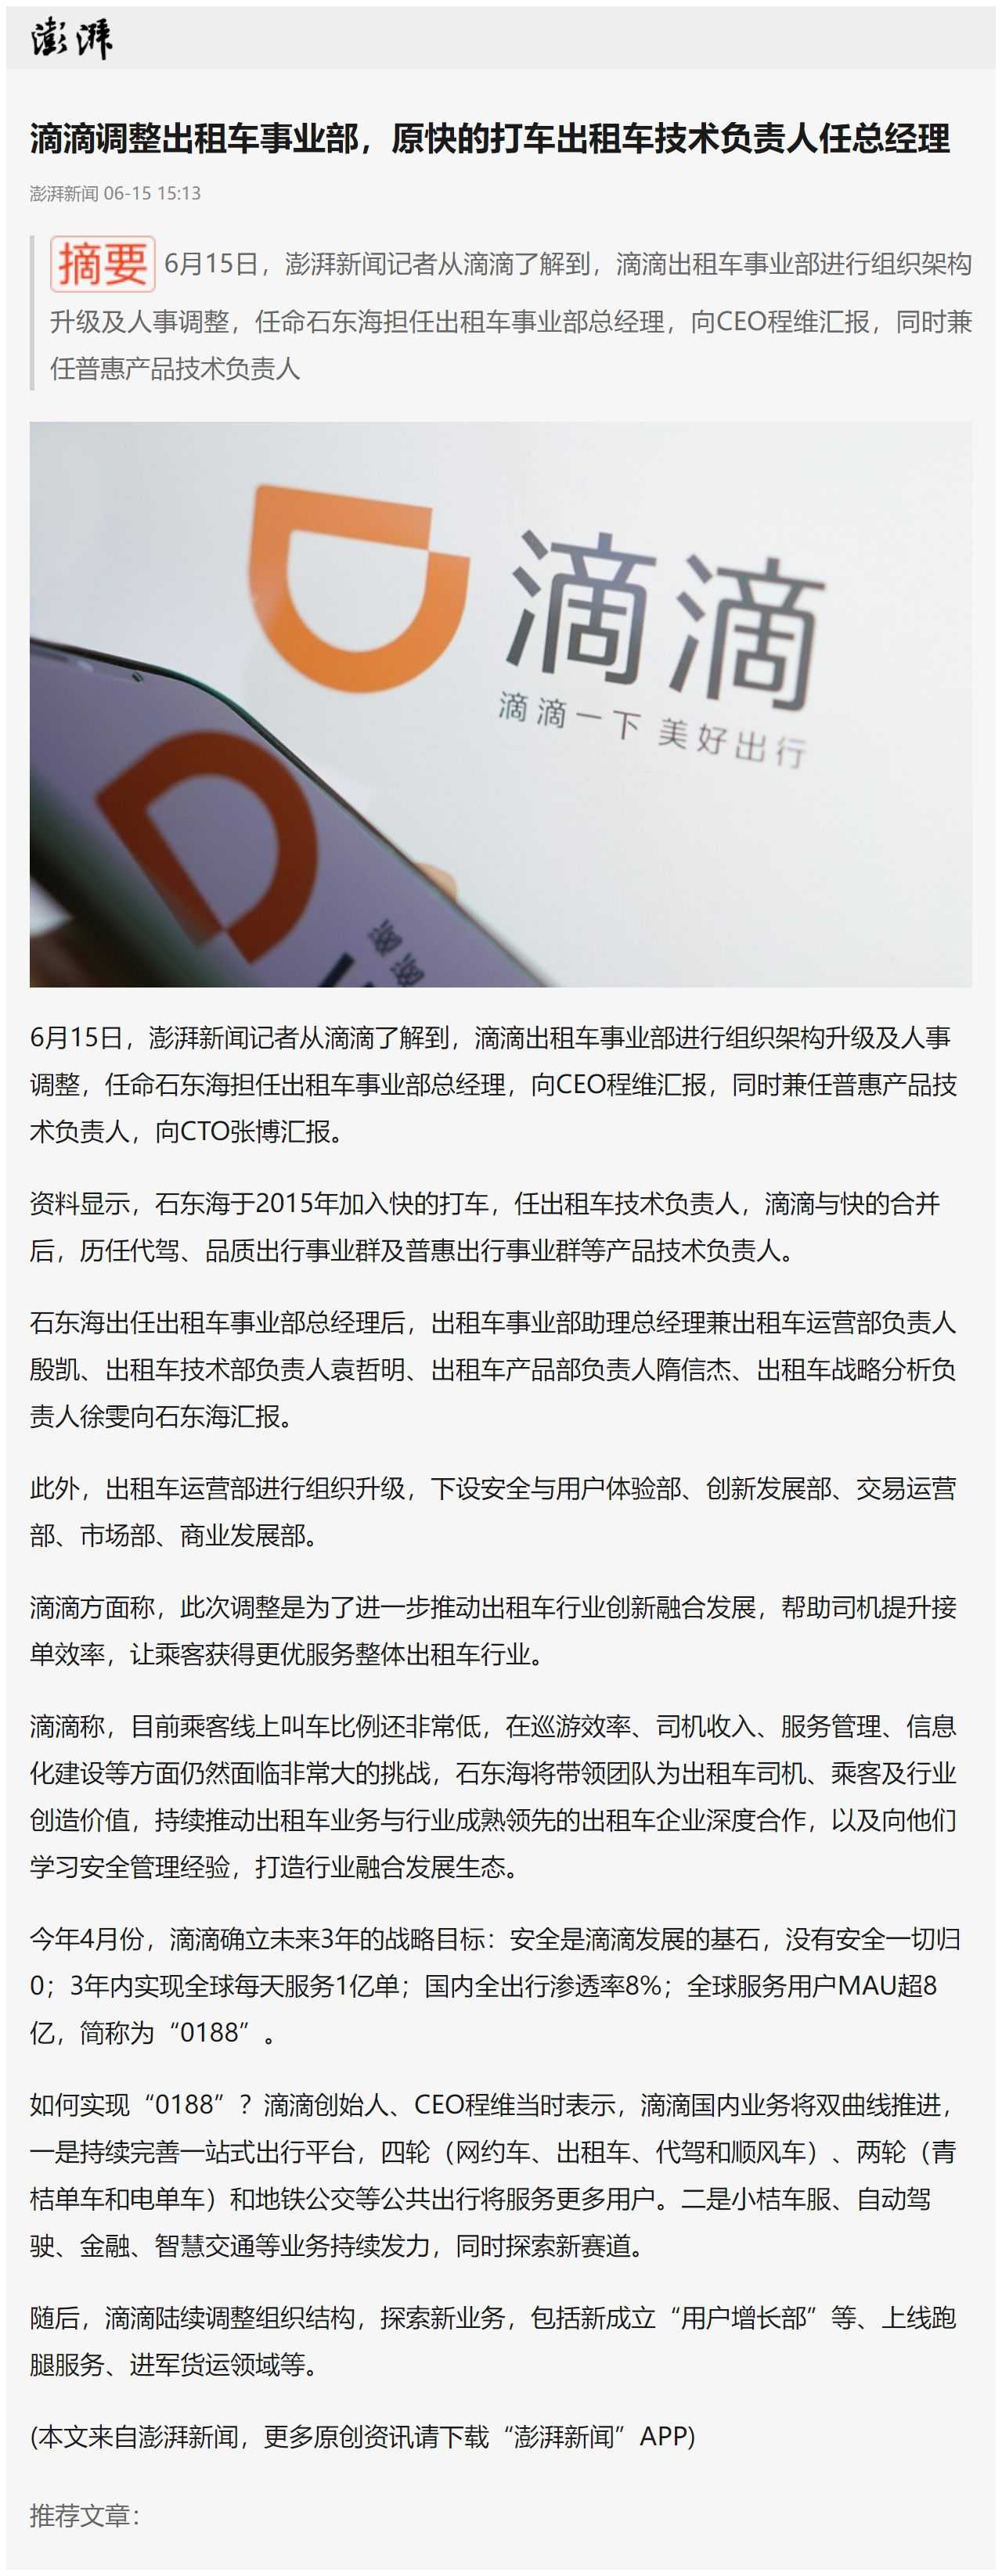 澎湃
滴滴调整出租车事业部，原快的打车出租车技术负责人任总经理
澎湃新闻 06-15 15:13
摘要 6月15日，澎湃新闻记者从滴滴了解到，滴滴出租车事业部进行组织架构
升级及人事调整，任命石东海担任出租车事业部总经理，向CEO程维汇报，同时兼
任普惠产品技术负责人
滴滴
滴滴一下 美好出行
滴滴
6月15日，澎湃新闻记者从滴滴了解到，滴滴出租车事业部进行组织架构升级及人事
调整，任命石东海担任出租车事业部总经理，向CEO程维汇报，同时兼任普惠产品技
术负责人，向CTO张博汇报。
资料显示，石东海于2015年加入快的打车，任出租车技术负责人，滴滴与快的合并
后，历任代驾、品质出行事业群及普惠出行事业群等产品技术负责人。
石东海出任出租车事业部总经理后，出租车事业部助理总经理兼出租车运营部负责人
殷凯、出租车技术部负责人袁哲明、出租车产品部负责人隋信杰、出租车战略分析负
责人徐雯向石东海汇报。
此外，出租车运营部进行组织升级，下设安全与用户体验部、创新发展部、交易运营
部、市场部、商业发展部。
滴滴方面称，此次调整是为了进一步推动出租车行业创新融合发展，帮助司机提升接
单效率，让乘客获得更优服务整体出租车行业。
滴滴称，目前乘客线上叫车比例还非常低，在巡游效率、司机收入、服务管理、信息
化建设等方面仍然面临非常大的挑战，石东海将带领团队为出租车司机、乘客及行业
创造价值，持续推动出租车业务与行业成熟领先的出租车企业深度合作，以及向他们
学习安全管理经验，打造行业融合发展生态。
今年4月份，滴滴确立未来3年的战略目标：安全是滴滴发展的基石，没有安全一切归
0；3年内实现全球每天服务1亿单；国内全出行渗透率8%；全球服务用户MAU超8
亿，简称为“0188”。
如何实现“0188”？滴滴创始人、CEO程维当时表示，滴滴国内业务将双曲线推进，
一是持续完善一站式出行平台，四轮（网约车、出租车、代驾和顺风车）、两轮（青
桔单车和电单车）和地铁公交等公共出行将服务更多用户。二是小桔车服、自动驾
驶、金融、智慧交通等业务持续发力，同时探索新赛道。
随后，滴滴陆续调整组织结构，探索新业务，包括新成立“用户增长部”等、上线跑
腿服务、进军货运领域等。
(本文来自澎湃新闻，更多原创资讯请下载“澎湃新闻”APP)
推荐文章：